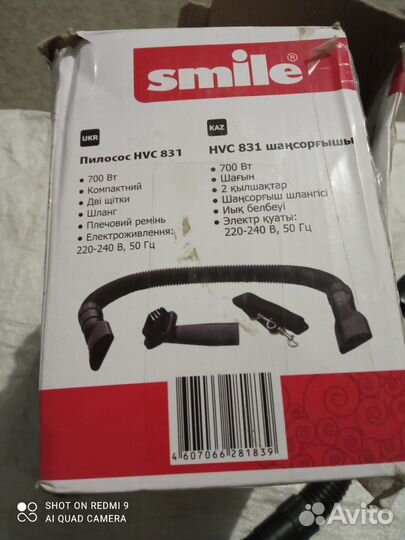 smile®
UKR
Пилосос HVC 831
• 700 Вт
• Компактний
• Дві щітки
• Шланг
• Плечовий ремінь
• Електроживлення:
220-240 В, 50 Гц
KAZ
HVC 831 шаңсорғышы
• 700 Вт
• Шағын
• 2 қылшақтар
• Шаңсорғыш шлангісі
• Иық белбеуі
• Электр қуаты:
220-240 В, 50 Гц
4 607066 281839
SHOT ON REDMI 9
AI QUAD CAMERA
Avito